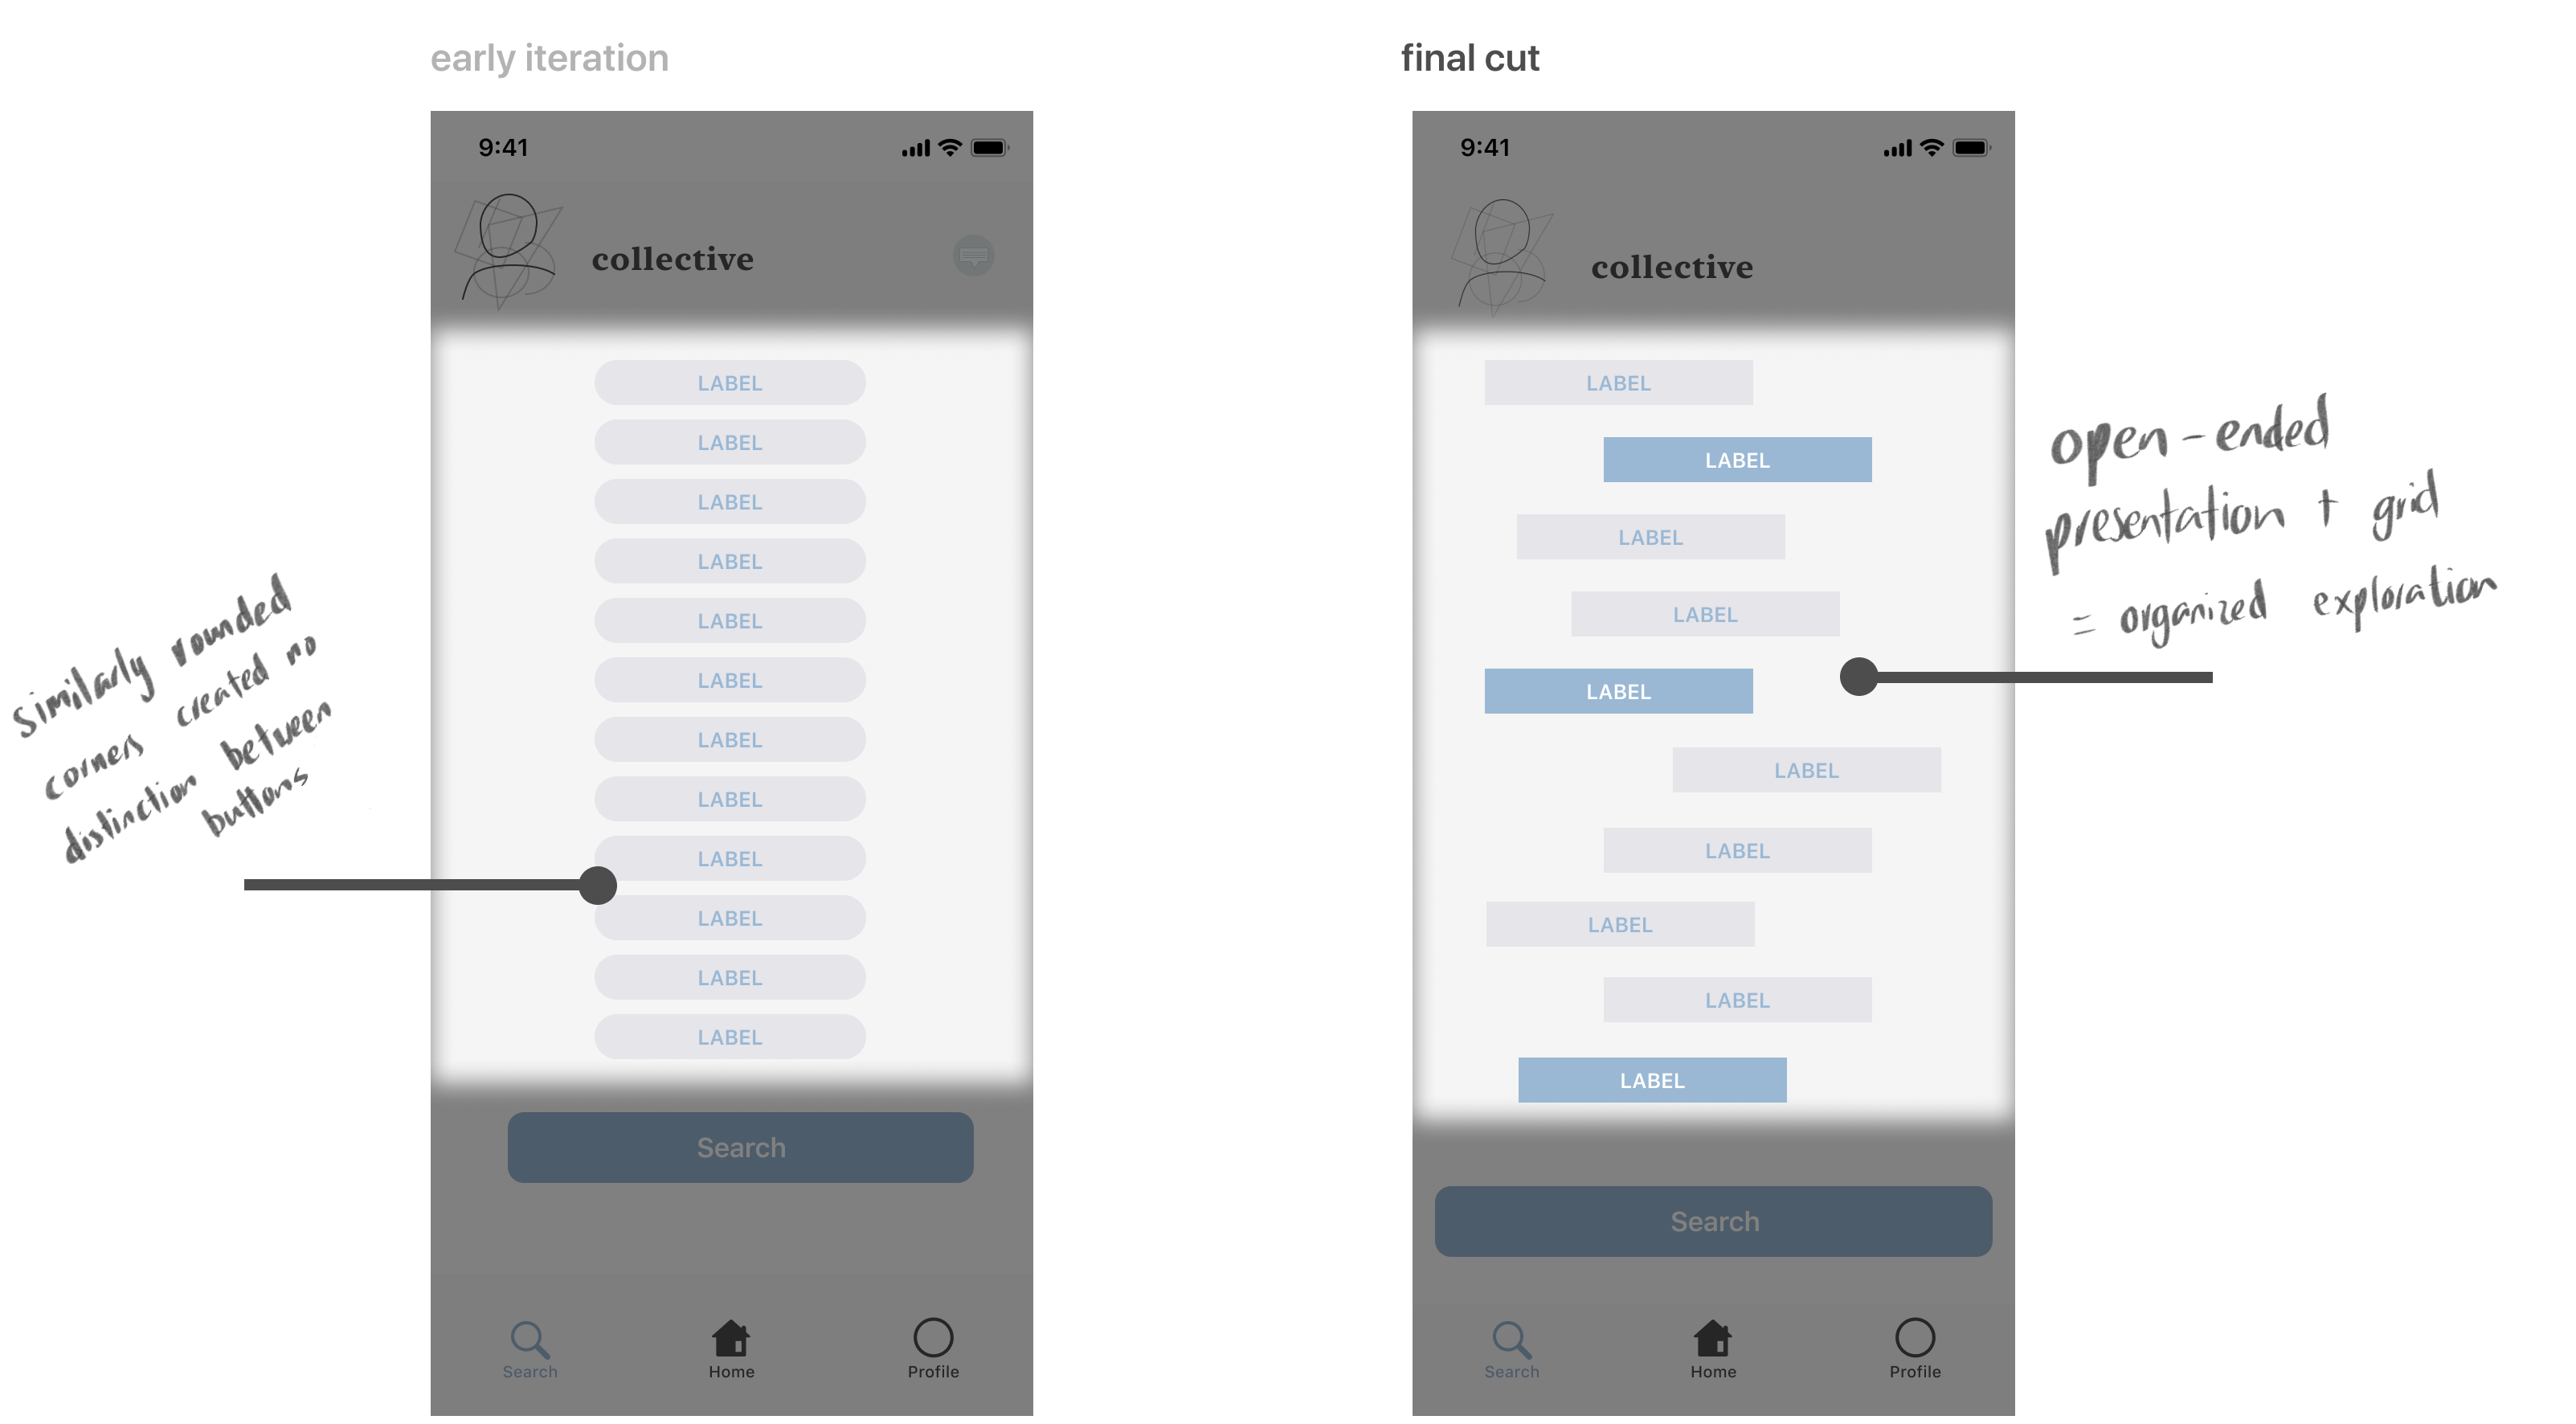 early iteration
9:41
collective
LABEL
LABEL
LABEL
LABEL
LABEL
LABEL
LABEL
LABEL
LABEL
LABEL
LABEL
LABEL
Search
Search
Home
Profile
Similarly rounded
corners created no
distinction between
buttons
final cut
9:41
collective
LABEL
LABEL
LABEL
LABEL
LABEL
LABEL
LABEL
LABEL
LABEL
LABEL
Search
Search
Home
Profile
open-ended
presentation + grid
= organized exploration